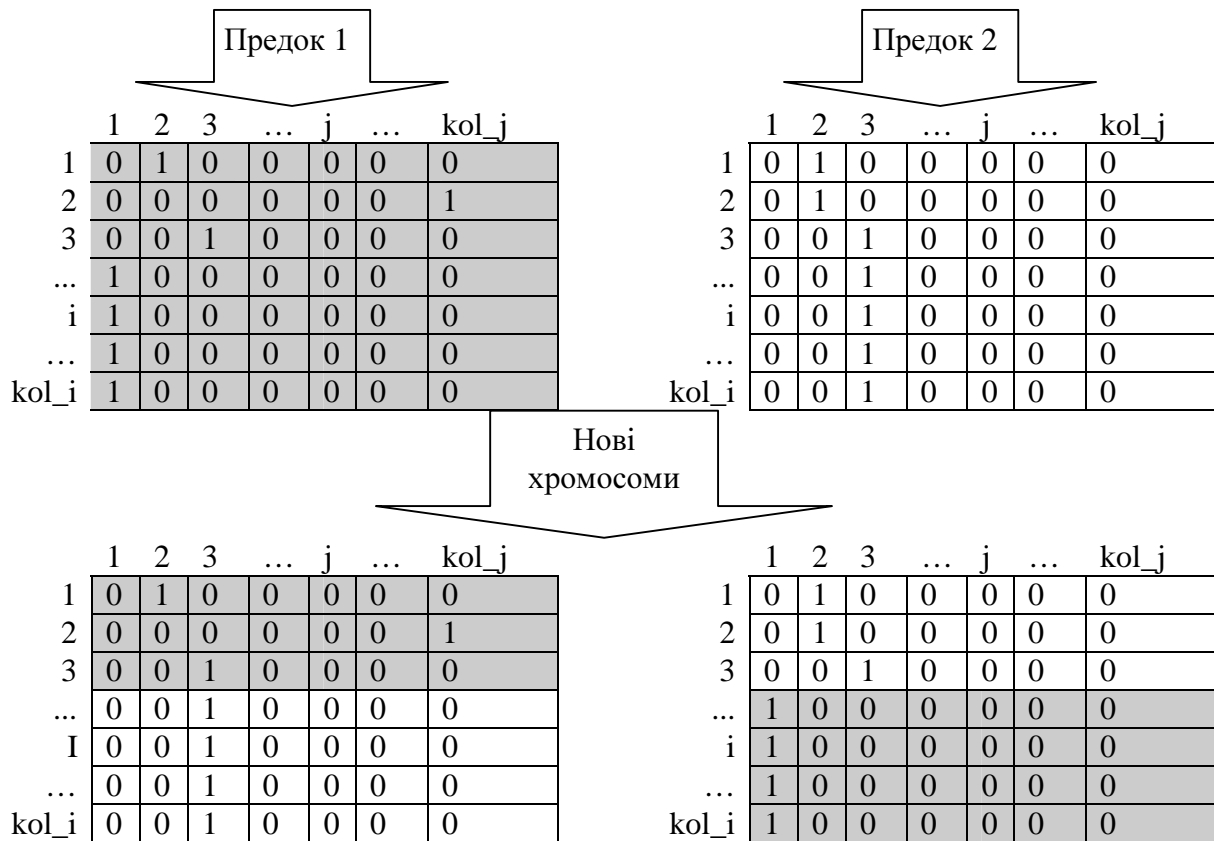 Предок 1 Предок 2
1 2 3 … j … kol_j 1 2 3 … j … kol_j
1 0 1 0 0 0 0 0 1 0 1 0 0 0 0 0
2 0 0 0 0 0 0 1 2 0 1 0 0 0 0 0
3 0 0 1 0 0 0 0 3 0 0 1 0 0 0 0
... 1 0 0 0 0 0 0 ... 0 0 1 0 0 0 0
i 1 0 0 0 0 0 0 i 0 0 1 0 0 0 0
… 1 0 0 0 0 0 0 … 0 0 1 0 0 0 0
kol_i 1 0 0 0 0 0 0 kol_i 0 0 1 0 0 0 0
Нові
хромосоми
1 2 3 … j … kol_j 1 2 3 … j … kol_j
1 0 1 0 0 0 0 0 1 0 1 0 0 0 0 0
2 0 0 0 0 0 0 1 2 0 1 0 0 0 0 0
3 0 0 1 0 0 0 0 3 0 0 1 0 0 0 0
... 0 0 1 0 0 0 0 ... 1 0 0 0 0 0 0
I 0 0 1 0 0 0 0 i 1 0 0 0 0 0 0
… 0 0 1 0 0 0 0 … 1 0 0 0 0 0 0
kol_i 0 0 1 0 0 0 0 kol_i 1 0 0 0 0 0 0